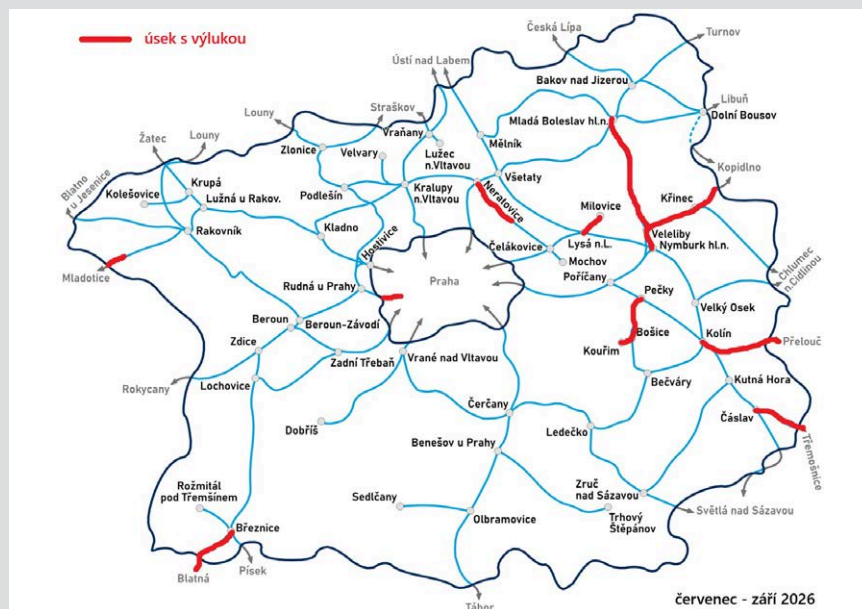 úsek s výlukou
Česká Lípa
Turnov
Ústí nad Labem
Bakov nad Jizerou
Louny
Straškov
Mladá Boleslav hl.n.
Libuň
Dolní Bousov
Žatec
Louny
Zlonice
Vraňany
Velvary
Lužec
n.Vltavou
Mělník
Kopidlno
Blatno
u Jesenice
Krupá
Kolešovice
Lužná u Rakov.
Podlešín
Kralupy
n.Vltavou
Všetaty
Neratovice
Milovice
Křinec
Rakovník
Kladno
Hostivice
Čelákovice
Lysá n.L.
Mochov
Veleliby
Nymburk hl.n.
Mladotice
Rudná u Prahy
Praha
Poříčany
Pečky
Chlumec
n.Cidlinou
Velký Osek
Beroun
Beroun-Závodí
Bošice
Kolín
Přelouč
Zdice
Kouřim
Rokycany
Lochovice
Zadní Třebaň
Vrané nad Vltavou
Bečváry
Kutná Hora
Čerčany
Čáslav
Dobříš
Ledečko
Třemošnice
Benešov u Prahy
Rožmitál
pod Třemšínem
Sedlčany
Zruč
nad Sázavou
Světlá nad Sázavou
Olbramovice
Trhový
Štěpánov
Březnice
Blatná
Písek
Tábor
červenec - září 2026